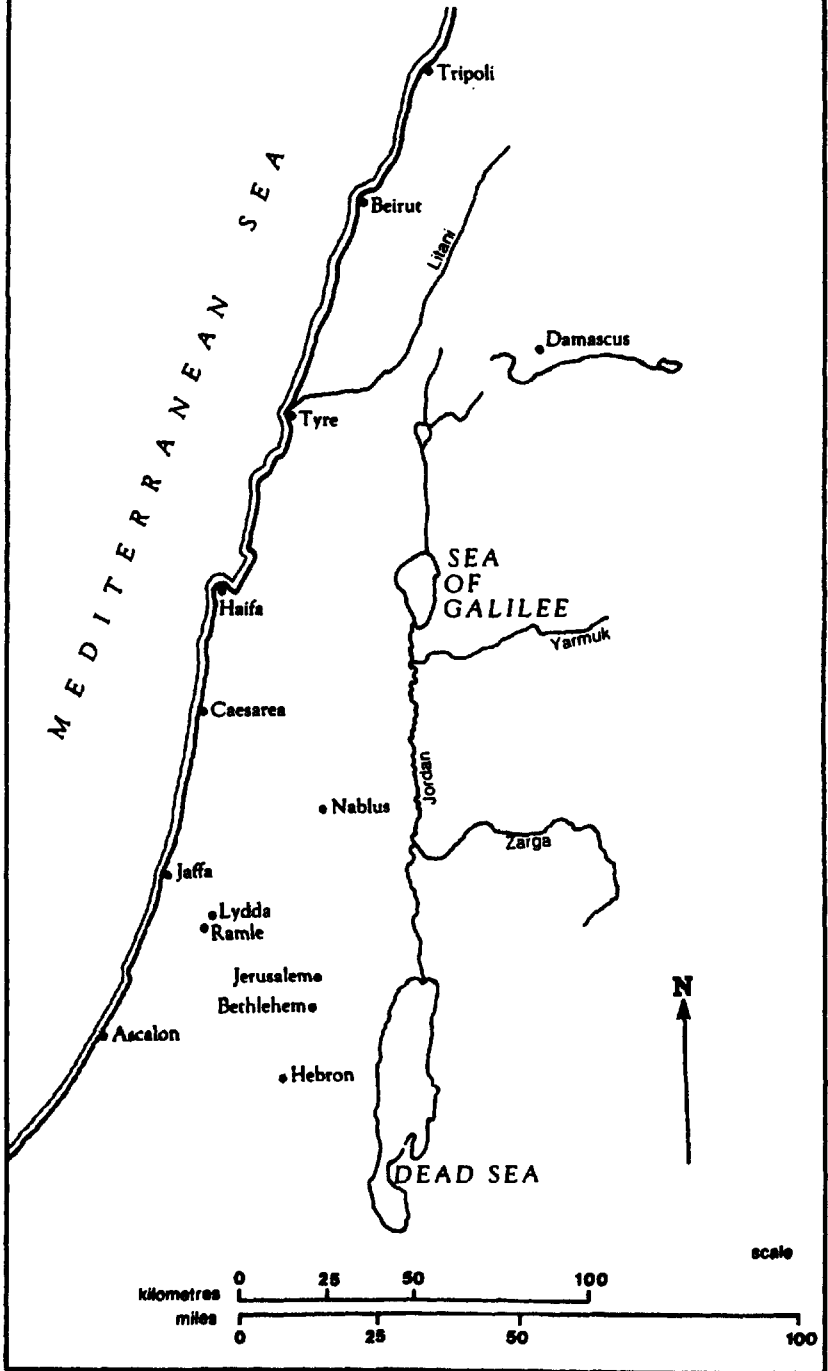 Tripoli
MEDITERRANEAN SEA
Beirut
Litani
Damascus
Tyre
SEA
OF
GALILEE
Haifa
Yarmuk
Caesarea
Jordan
Nablus
Zarga
Jaffa
Lydda
Ramle
Jerusalem
N
Bethlehem
Ascalon
Hebron
DEAD SEA
scale
0 25 50 100
kilometres
miles
0 25 50 100